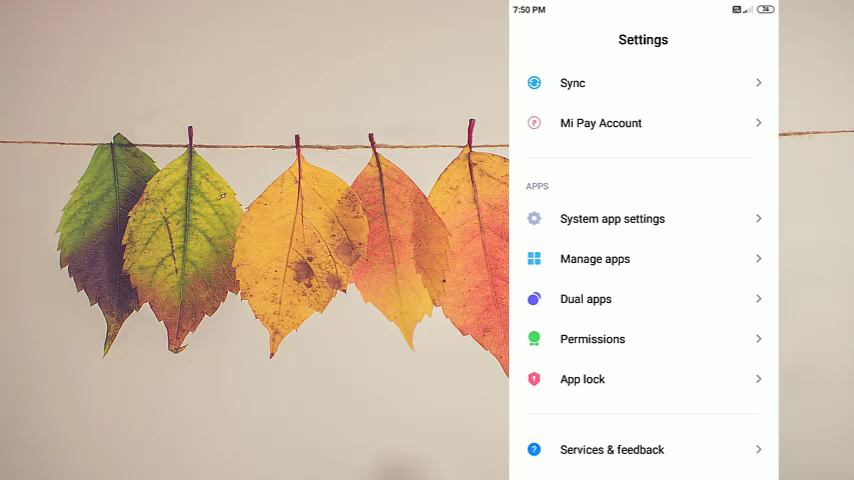 7:50 PM
74
Settings
Sync
Mi Pay Account
APPS
System app settings
Manage apps
Dual apps
Permissions
App lock
Services & feedback